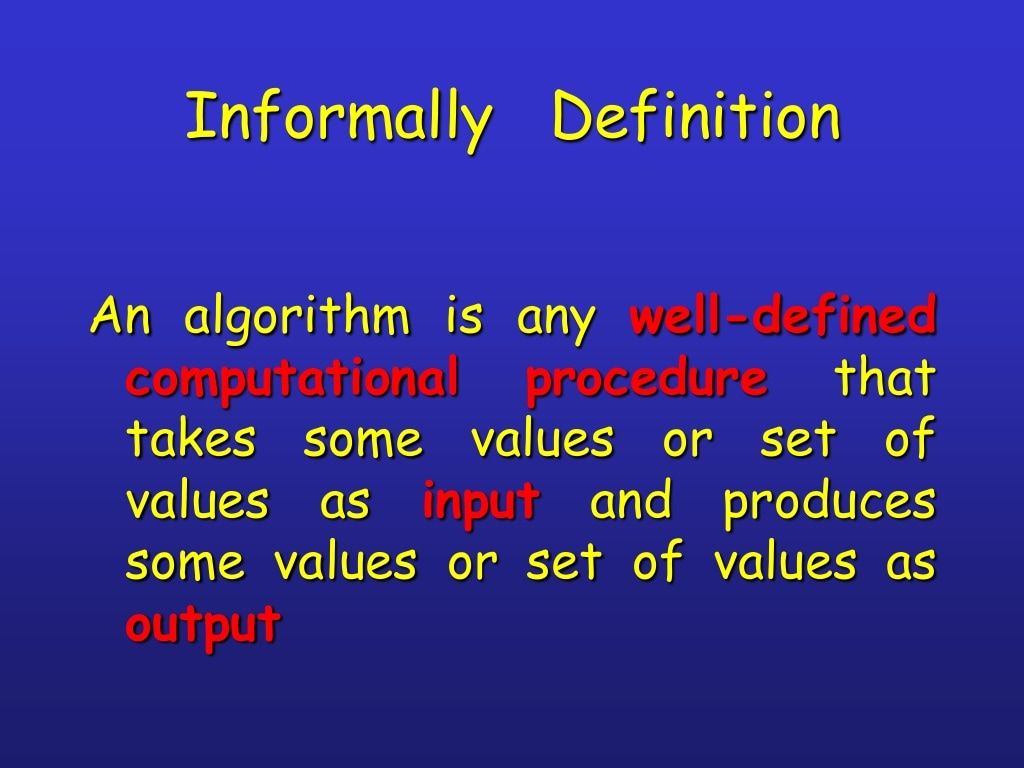 Informally Definition
An algorithm is any well-defined
computational procedure that
takes some values or set of
values as input and produces
some values or set of values as
output